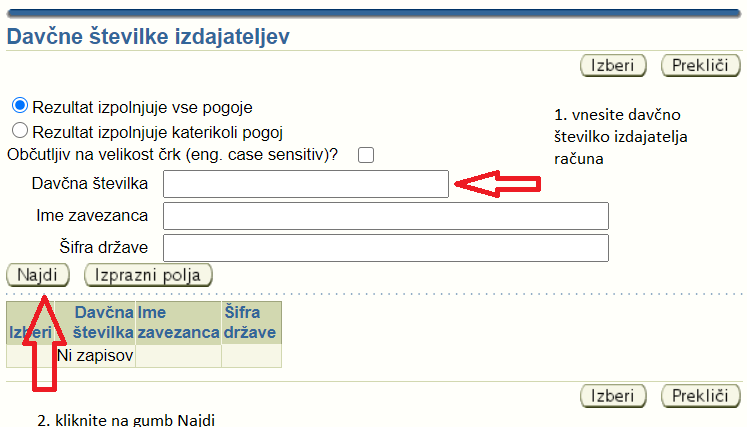 Davčne številke izdajateljev
Izberi Prekliči
Rezultat izpolnjuje vse pogoje
Rezultat izpolnjuje katerikoli pogoj
Občutljiv na velikost črk (eng. case sensitiv)?
1. vnesite davčno
številko izdajatelja
računa
Davčna številka
Ime zavezanca
Šifra države
Najdi Izprazni polja
Davčna Ime Šifra
Izberi številka zavezanca države
Ni zapisov
Izberi Prekliči
2. kliknite na gumb Najdi